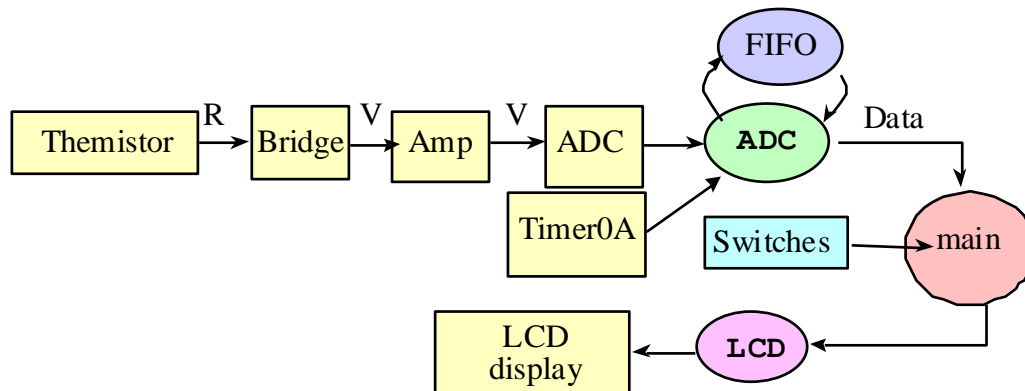 FIFO
R
V
V
Data
Themistor
Bridge
Amp
ADC
ADC
Timer0A
Switches
main
LCD
display
LCD